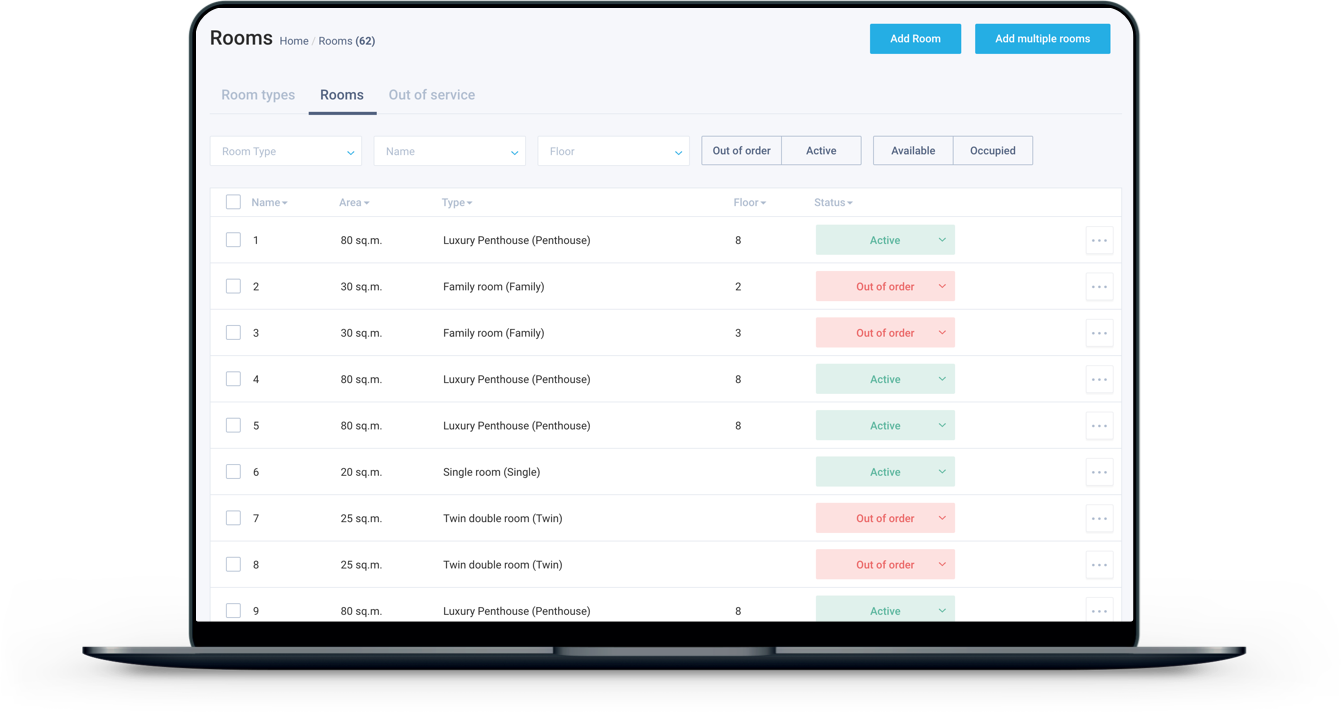 Rooms Home / Rooms (62) Add Room Add multiple rooms
Room types Rooms Out of service
Room Type Name Floor Out of order Active Available Occupied
Name Area Type Floor Status
1 80 sq.m. Luxury Penthouse (Penthouse) 8 Active
2 30 sq.m. Family room (Family) 2 Out of order
3 30 sq.m. Family room (Family) 3 Out of order
4 80 sq.m. Luxury Penthouse (Penthouse) 8 Active
5 80 sq.m. Luxury Penthouse (Penthouse) 8 Active
6 20 sq.m. Single room (Single) Active
7 25 sq.m. Twin double room (Twin) Out of order
8 25 sq.m. Twin double room (Twin) Out of order
9 80 sq.m. Luxury Penthouse (Penthouse) 8 Active